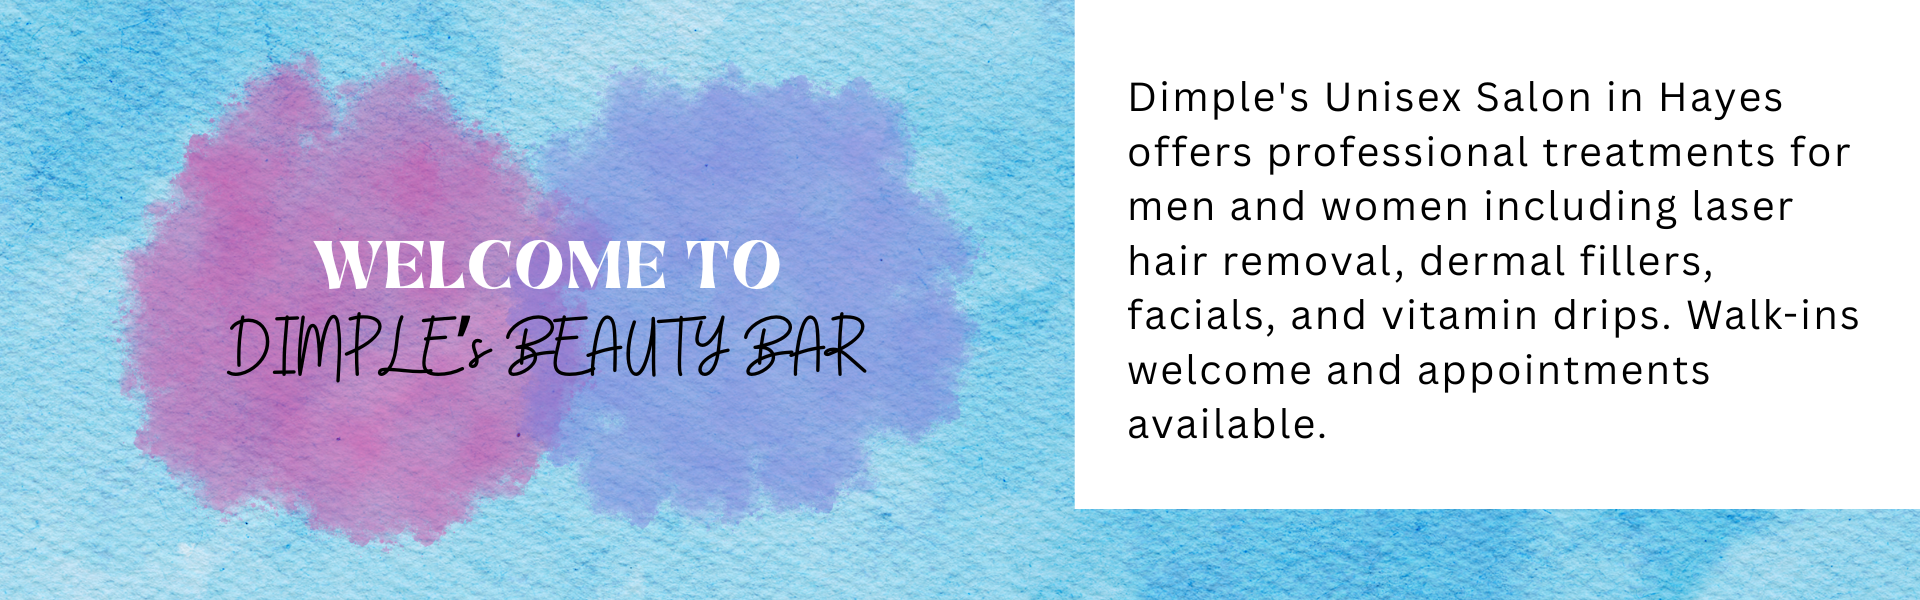 WELCOME TO
DIMPLE's BEAUTY BAR
Dimple's Unisex Salon in Hayes
offers professional treatments for
men and women including laser
hair removal, dermal fillers,
facials, and vitamin drips. Walk-ins
welcome and appointments
available.